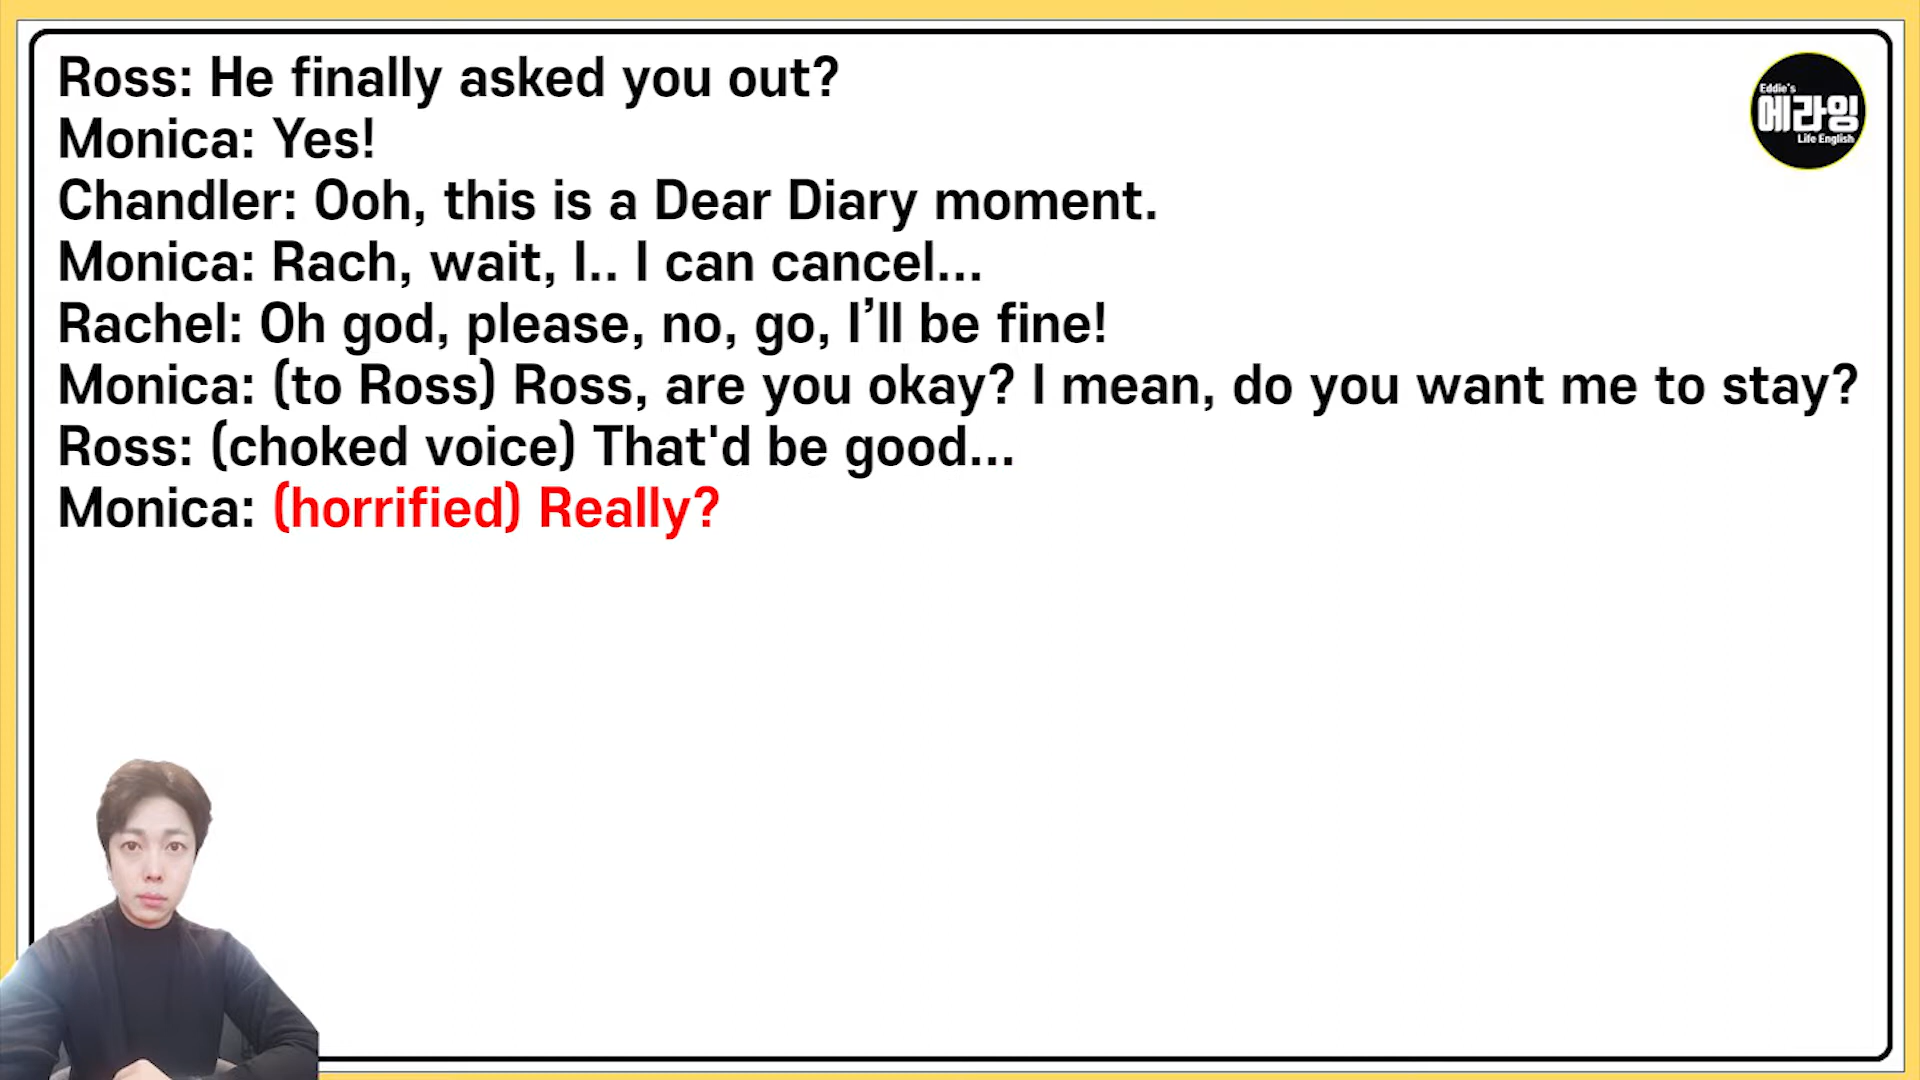 Ross: He finally asked you out?
Monica: Yes!
Chandler: Ooh, this is a Dear Diary moment.
Monica: Rach, wait, I.. I can cancel...
Rachel: Oh god, please, no, go, I’ll be fine!
Monica: (to Ross) Ross, are you okay? I mean, do you want me to stay?
Ross: (choked voice) That'd be good...
Monica: (horrified) Really?
Eddie's
에라잉
Life English